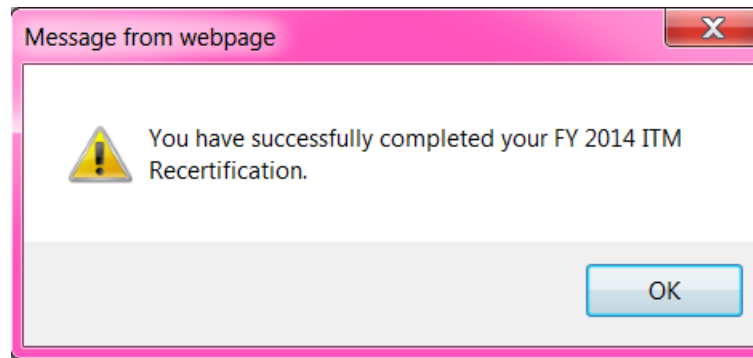 Message from webpage
You have successfully completed your FY 2014 ITM
Recertification.
OK